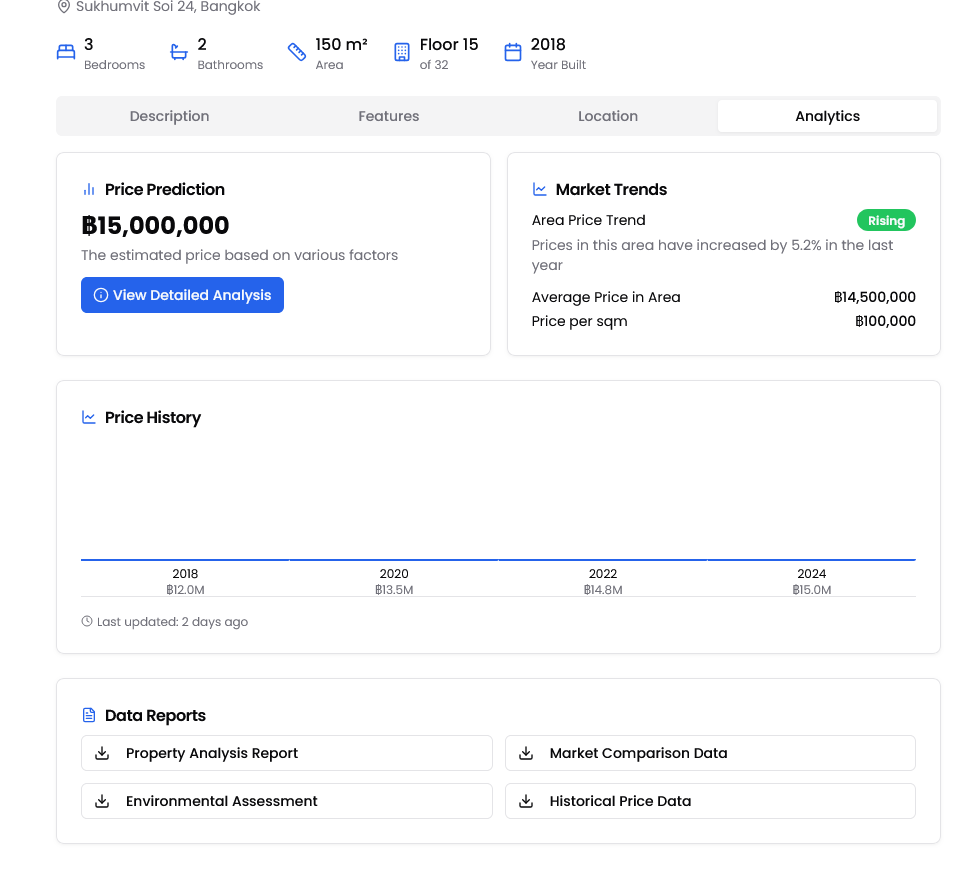 Sukhumvit Soi 24, Bangkok
3
Bedrooms
2
Bathrooms
150 m²
Area
Floor 15
of 32
2018
Year Built
Description
Features
Location
Analytics
Price Prediction
฿15,000,000
The estimated price based on various factors
View Detailed Analysis
Market Trends
Area Price Trend
Rising
Prices in this area have increased by 5.2% in the last
year
Average Price in Area
฿14,500,000
Price per sqm
฿100,000
Price History
2018
฿12.0M
2020
฿13.5M
2022
฿14.8M
2024
฿15.0M
Last updated: 2 days ago
Data Reports
Property Analysis Report
Market Comparison Data
Environmental Assessment
Historical Price Data